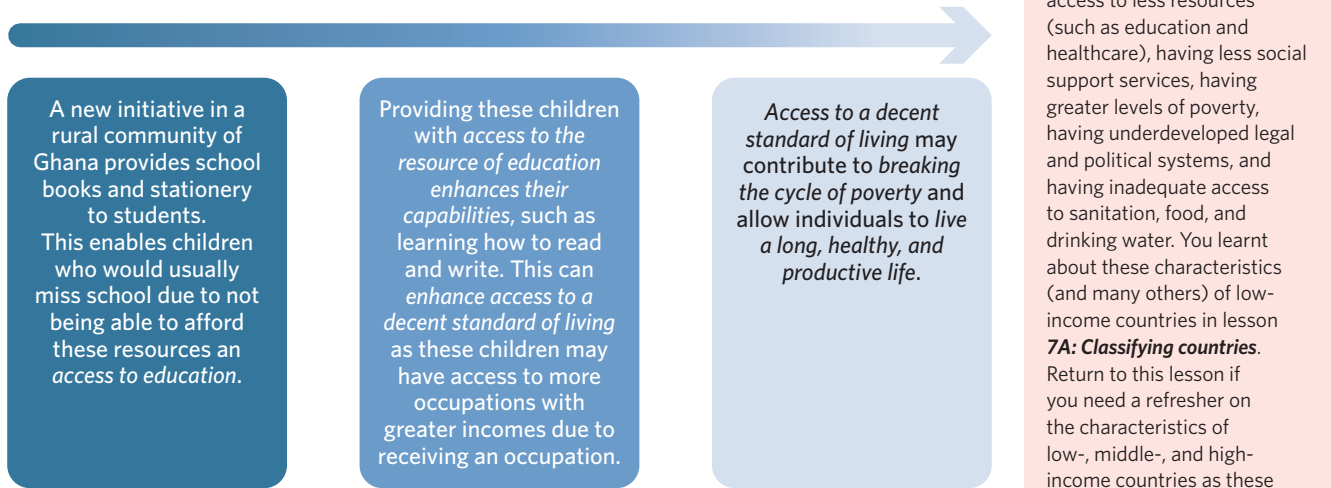 A new initiative in a
rural community of
Ghana provides school
books and stationery
to students.
This enables children
who would usually
miss school due to not
being able to afford
these resources an
access to education.
Providing these children
with access to the
resource of education
enhances their
capabilities, such as
learning how to read
and write. This can
enhance access to a
decent standard of living
as these children may
have access to more
occupations with
greater incomes due to
receiving an occupation.
Access to a decent
standard of living may
contribute to breaking
the cycle of poverty and
allow individuals to live
a long, healthy, and
productive life.
access to less resources
(such as education and
healthcare), having less social
support services, having
greater levels of poverty,
having underdeveloped legal
and political systems, and
having inadequate access
to sanitation, food, and
drinking water. You learnt
about these characteristics
(and many others) of low-
income countries in lesson
7A: Classifying countries.
Return to this lesson if
you need a refresher on
the characteristics of
low-, middle-, and high-
income countries as these